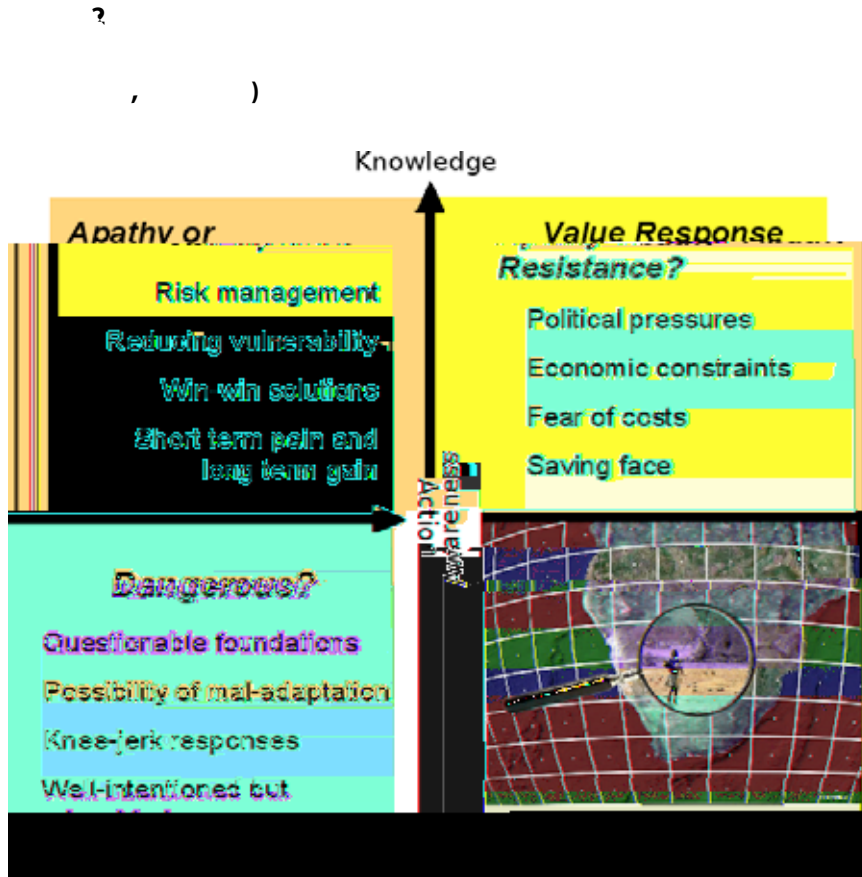 ?
, )
Knowledge
Apathy or
Value Response
Resistance?
Risk management
Political pressures
Reducing vulnerability
Economic constraints
Win-win solutions
Fear of costs
Short term pain and
long term gain
Saving face
Awareness
Action
Dangerous?
Questionable foundations
Possibility of mal-adaptation
Knee-jerk responses
Well-intentioned but